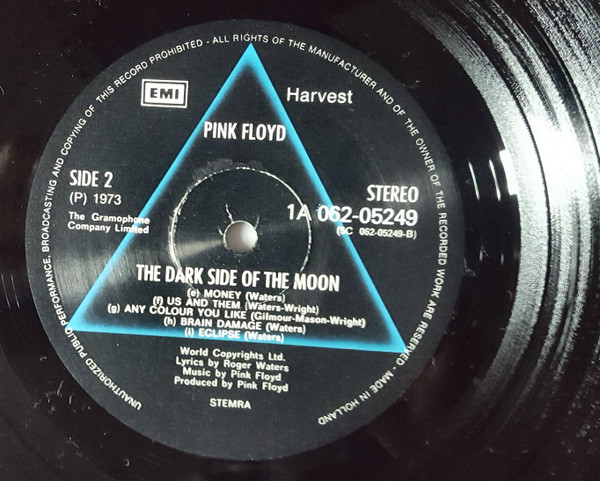 UNAUTHORIZED PUBLIC PERFORMANCE, BROADCASTING AND COPYING OF THIS RECORD PROHIBITED - ALL RIGHTS OF THE MANUFACTURER AND OF THE OWNER OF THE RECORDED WORK ARE RESERVED - MADE IN HOLLAND
EMI
Harvest
PINK FLOYD
SIDE 2
(P) 1973
The Gramophone
Company Limited
STEREO
1A 062-05249
(5C 062-05249-B)
THE DARK SIDE OF THE MOON
(e) MONEY (Waters)
(f) US AND THEM (Waters-Wright)
(g) ANY COLOUR YOU LIKE (Gilmour-Mason-Wright)
(h) BRAIN DAMAGE (Waters)
(i) ECLIPSE (Waters)
World Copyrights Ltd.
Lyrics by Roger Waters
Music by Pink Floyd
Produced by Pink Floyd
STEMRA